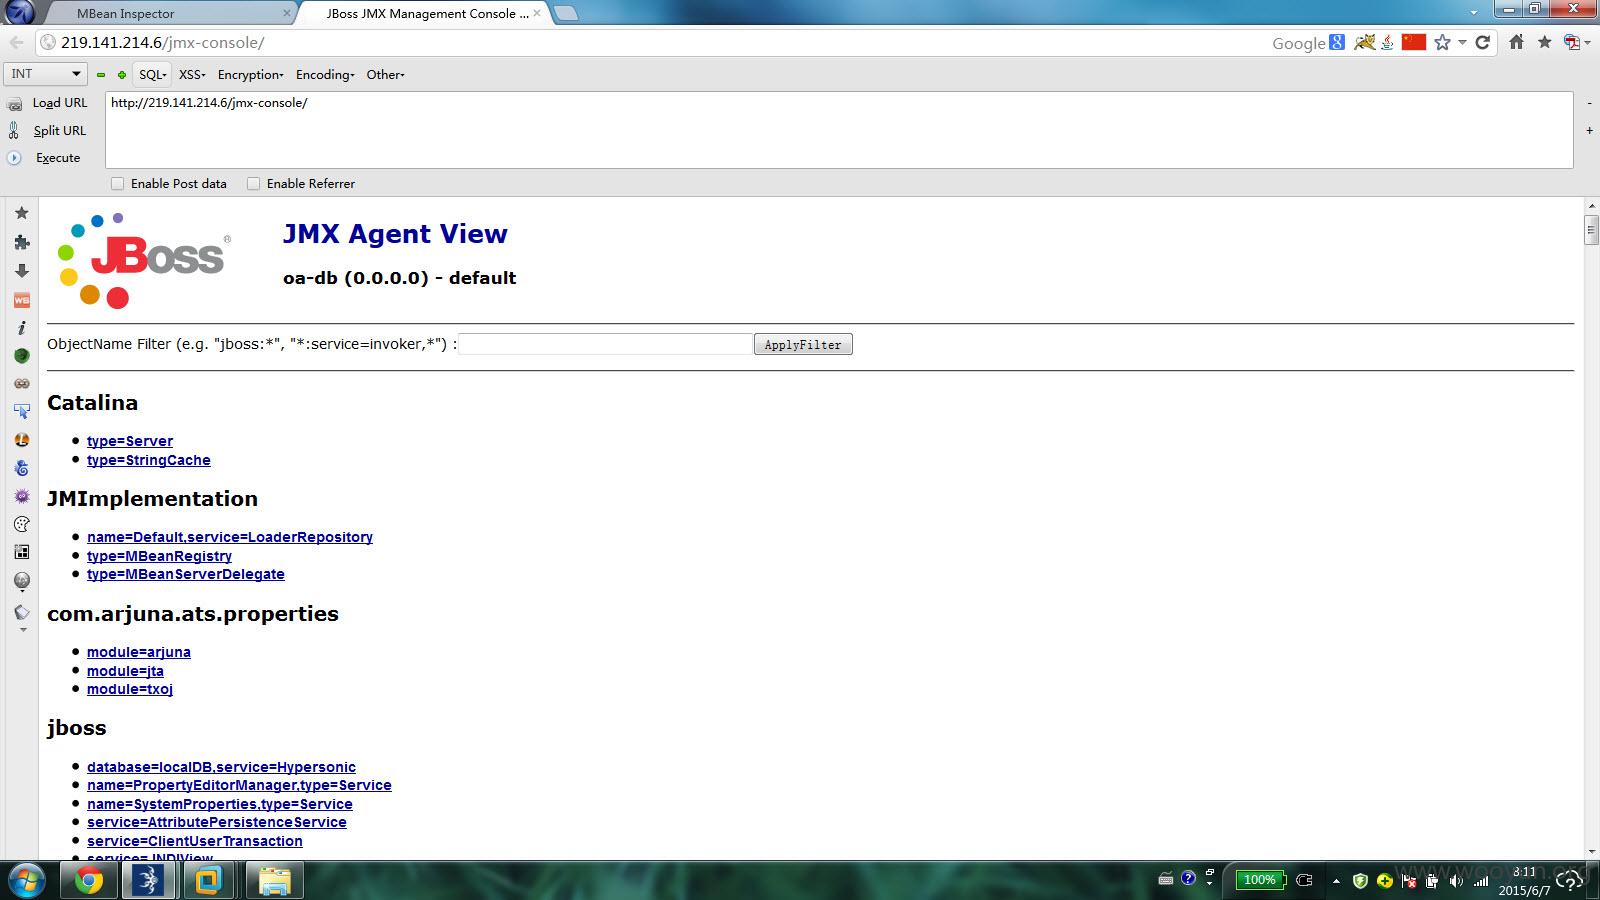 MBean Inspector
JBoss JMX Management Console ...
219.141.214.6/jmx-console/
Google
INT
SQL XSS Encryption Encoding Other
Load URL
http://219.141.214.6/jmx-console/
Split URL
Execute
Enable Post data Enable Referrer
JBoss®
JMX Agent View
oa-db (0.0.0.0) - default
ObjectName Filter (e.g. "jboss:*", "*:service=invoker,*") :
ApplyFilter
Catalina
type=Server
type=StringCache
JMImplementation
name=Default,service=LoaderRepository
type=MBeanRegistry
type=MBeanServerDelegate
com.arjuna.ats.properties
module=arjuna
module=jta
module=txoj
jboss
database=localDB,service=Hypersonic
name=PropertyEditorManager,type=Service
name=SystemProperties,type=Service
service=AttributePersistenceService
service=ClientUserTransaction
service=JNDIView
100%
3:11
2015/6/7
www.wooyun.org